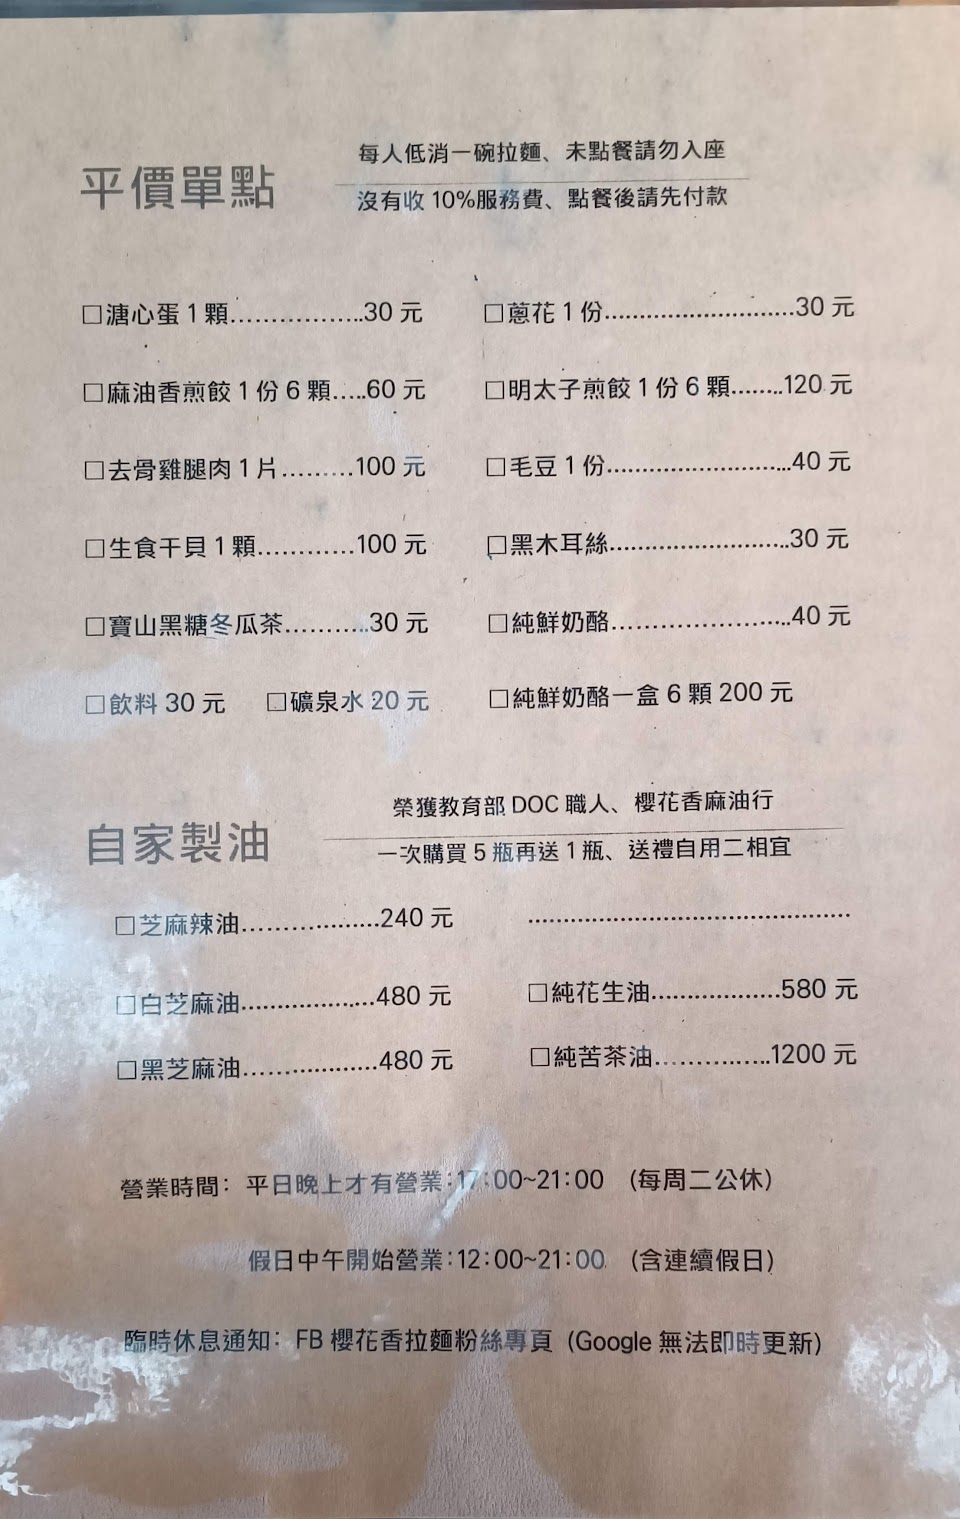 平價單點
每人低消一碗拉麵、未點餐請勿入座
沒有收 10%服務費、點餐後請先付款
□溏心蛋 1 顆..................30 元
□蔥花 1 份...........................30 元
□麻油香煎餃 1 份 6 顆.....60 元
□明太子煎餃 1 份 6 顆........120 元
□去骨雞腿肉 1 片.........100 元
□毛豆 1 份..........................40 元
□生食干貝 1 顆............100 元
□黑木耳絲..........................30 元
□寶山黑糖冬瓜茶...........30 元
□純鮮奶酪........................40 元
□飲料 30 元 □礦泉水 20 元
□純鮮奶酪一盒 6 顆 200 元
自家製油
榮獲教育部 DOC 職人、櫻花香麻油行
一次購買 5 瓶再送 1 瓶、送禮自用二相宜
□芝麻辣油...................240 元
.............................................
□白芝麻油...................480 元
□純花生油..................580 元
□黑芝麻油...................480 元
□純苦茶油................1200 元
營業時間：平日晚上才有營業：17：00~21：00 （每周二公休）
假日中午開始營業：12：00~21：00 （含連續假日）
臨時休息通知：FB 櫻花香拉麵粉絲專頁（Google 無法即時更新）